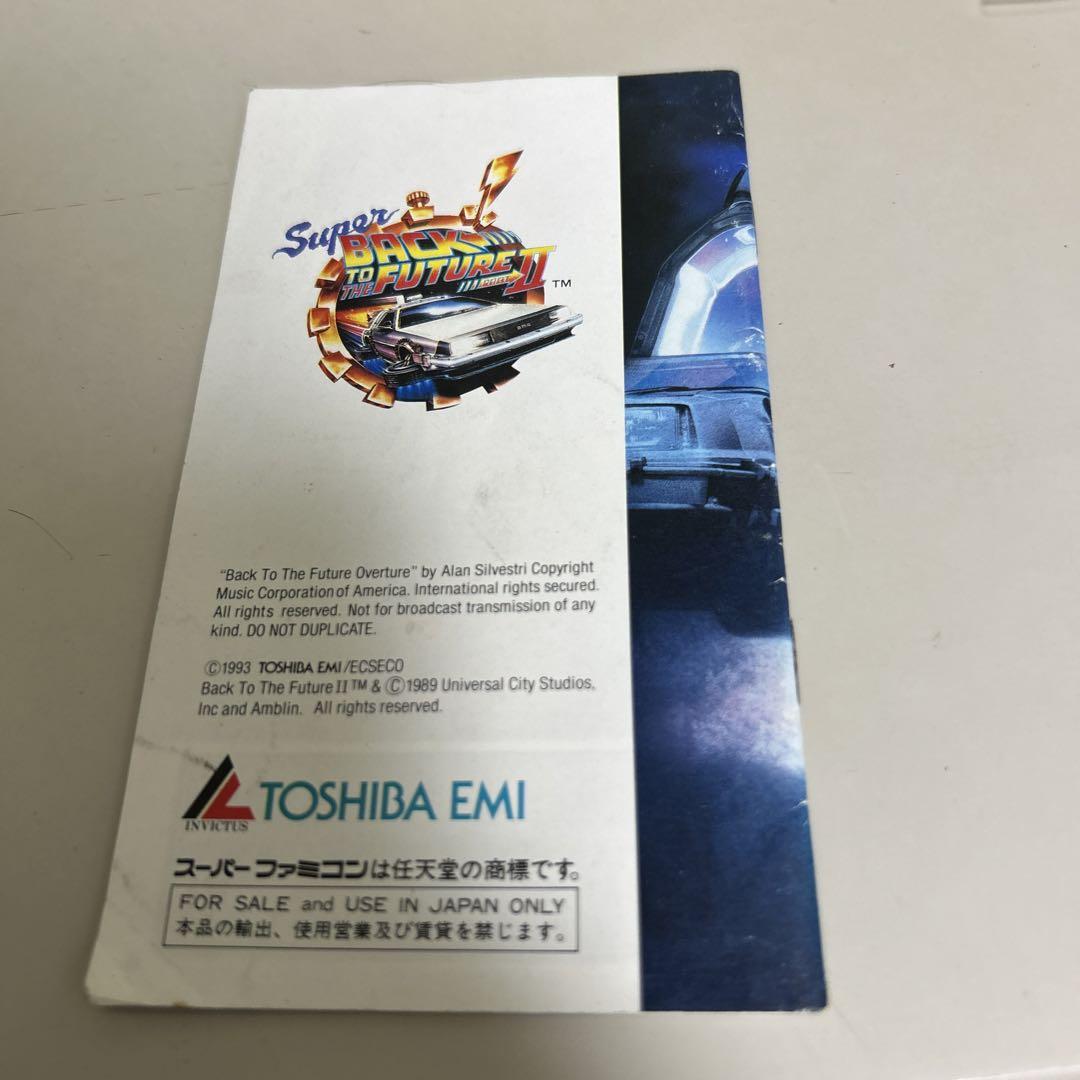 Super
BACK
TO
THE FUTURE
PART II ™
DMC
"Back To The Future Overture" by Alan Silvestri Copyright
Music Corporation of America. International rights secured.
All rights reserved. Not for broadcast transmission of any
kind. DO NOT DUPLICATE.
©1993 TOSHIBA EMI/ECSECO
Back To The Future II™ & ©1989 Universal City Studios,
Inc and Amblin. All rights reserved.
INVICTUS
TOSHIBA EMI
スーパーファミコンは任天堂の商標です。
FOR SALE and USE IN JAPAN ONLY
本品の輸出、使用営業及び賃貸を禁じます。